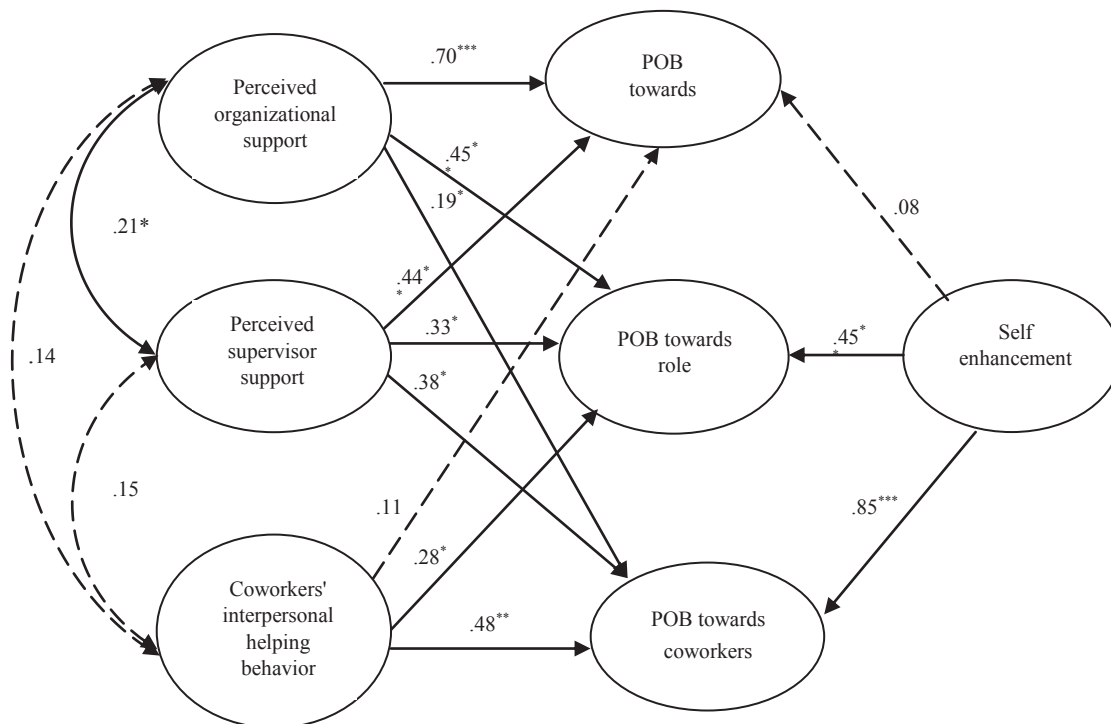 Perceived
organizational
support
.70***
POB
towards
.45*
*
.19*
.21*
.08
.44*
*
Perceived
supervisor
support
.33*
.38*
POB towards
role
.45*
*
Self
enhancement
.14
.15
.11
.28*
.85***
Coworkers'
interpersonal
helping
behavior
.48**
POB towards
coworkers